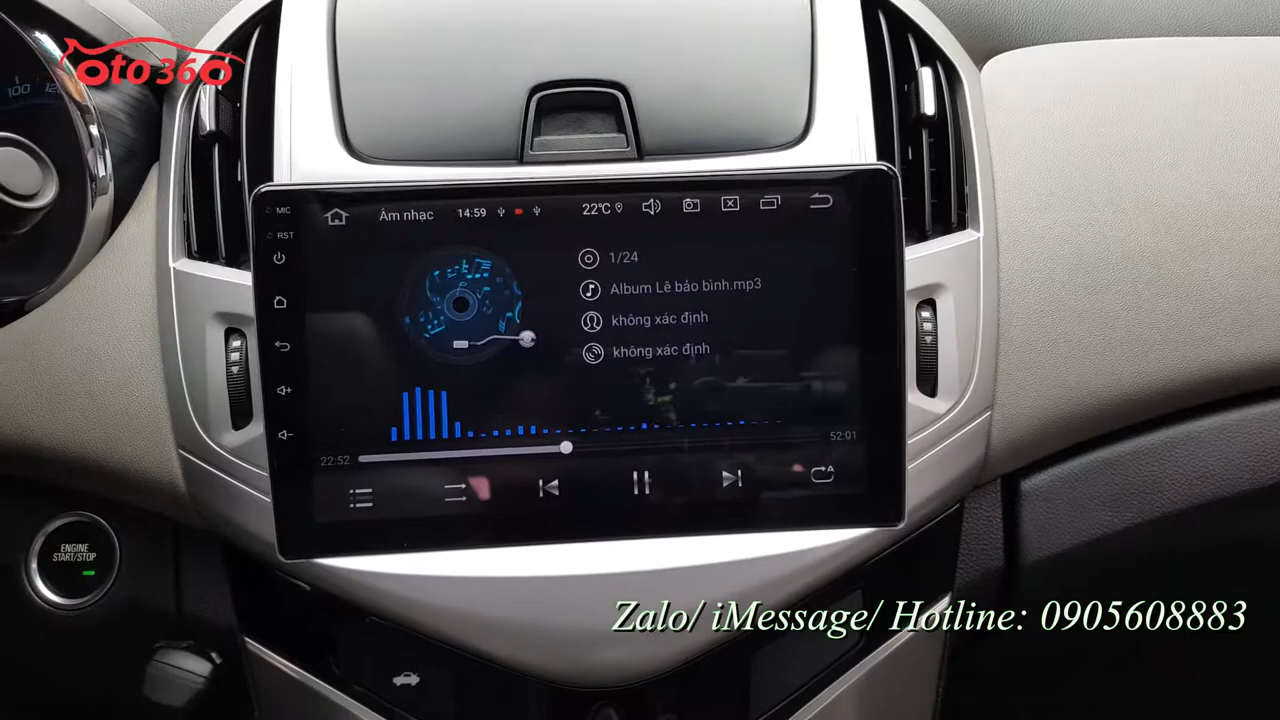 oto360
100
MIC
RST
Âm nhạc 14:59 22°C
1/24
Album Lê bảo bình.mp3
không xác định
không xác định
22:52
52:01
A
ENGINE
START/STOP
Zalo/ iMessage/ Hotline: 0905608883